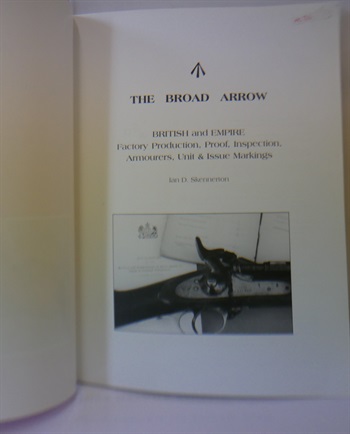 THE BROAD ARROW
BRITISH and EMPIRE
Factory Production, Proof, Inspection,
Armourers, Unit & Issue Markings
Ian D. Skennerton